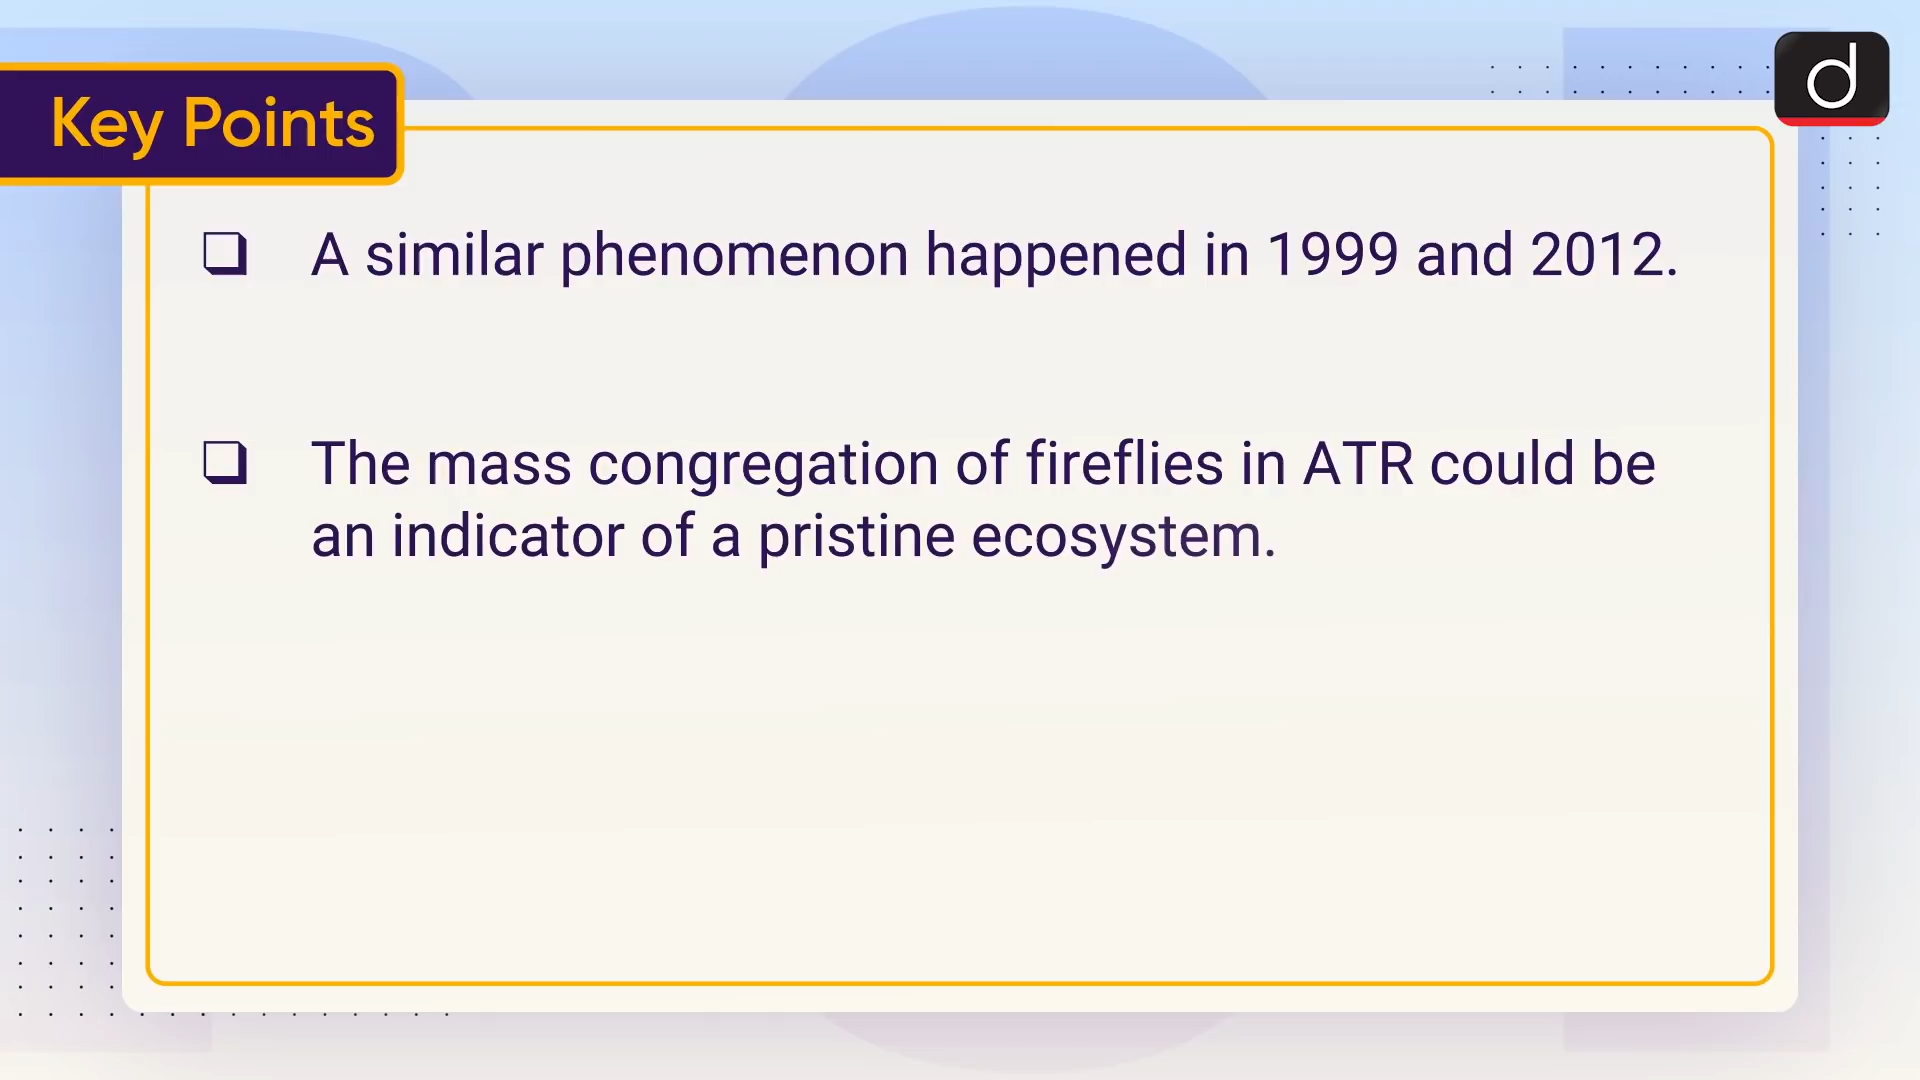 Key Points
d
❑ A similar phenomenon happened in 1999 and 2012.
❑ The mass congregation of fireflies in ATR could be
an indicator of a pristine ecosystem.